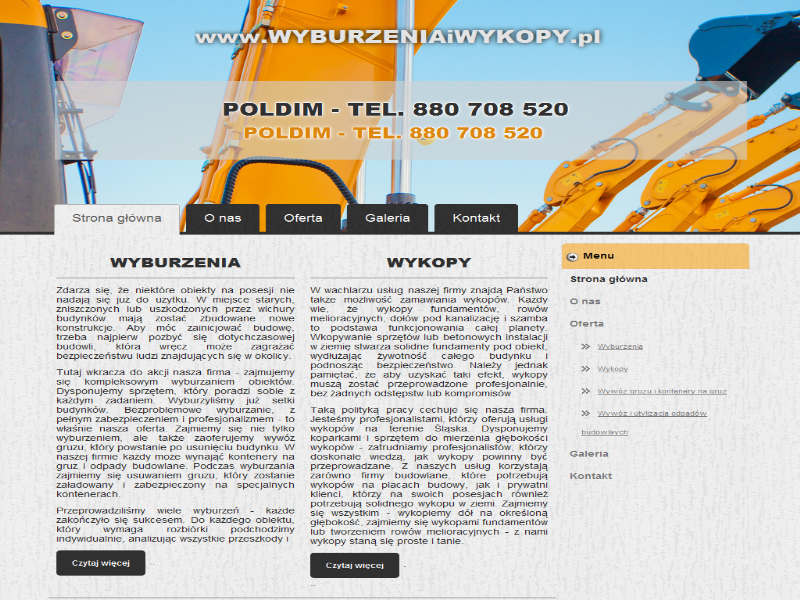 www.WYBURZENIAiWYKOPY.pl
POLDIM - TEL. 880 708 520
POLDIM - TEL. 880 708 520
Strona główna
O nas
Oferta
Galeria
Kontakt
WYBURZENIA
Zdarza się, że niektóre obiekty na posesji nie
nadają się już do użytku. W miejsce starych,
zniszczonych lub uszkodzonych przez wichury
budynków mają zostać zbudowane nowe
konstrukcje. Aby móc zainicjować budowę,
trzeba najpierw pozbyć się dotychczasowej
budowli, która wręcz może zagrażać
bezpieczeństwu ludzi znajdujących się w okolicy.
Tutaj wkracza do akcji nasza firma - zajmujemy
się kompleksowym wyburzaniem obiektów.
Dysponujemy sprzętem, który poradzi sobie z
każdym zadaniem. Wyburzyliśmy już setki
budynków. Bezproblemowe wyburzanie, z
pełnym zabezpieczeniem i profesjonalizmem - to
właśnie nasza oferta. Zajmiemy się nie tylko
wyburzeniem, ale także zaoferujemy wywóz
gruzu, który powstanie po usunięciu budynku. W
naszej firmie każdy może wynająć kontenery na
gruz i odpady budowlane. Podczas wyburzania
zajmiemy się usuwaniem gruzu, który zostanie
załadowany i zabezpieczony na specjalnych
kontenerach.
Przeprowadziliśmy wiele wyburzeń - każde
zakończyło się sukcesem. Do każdego obiektu,
który wymaga rozbiórki podchodzimy
indywidualnie, analizując wszystkie przeszkody i
Czytaj więcej
..
WYKOPY
W wachlarzu usług naszej firmy znajdą Państwo
także możliwość zamawiania wykopów. Każdy
wie, że wykopy fundamentów, rowów
melioracyjnych, dołów pod kanalizację i szamba
to podstawa funkcjonowania całej planety.
Wkopywanie sprzętów lub betonowych instalacji
w ziemię stwarza solidne fundamenty pod obiekt,
wydłużając żywotność całego budynku i
podnosząc bezpieczeństwo. Należy jednak
pamiętać, że aby uzyskać taki efekt, wykopy
muszą zostać przeprowadzone profesjonalnie,
bez żadnych odstępstw lub kompromisów.
Taką polityką pracy cechuje się nasza firma.
Jesteśmy profesjonalistami, którzy oferują usługi
wykopów na terenie Śląska. Dysponujemy
koparkami i sprzętem do mierzenia głębokości
wykopów - zatrudniamy profesjonalistów, którzy
doskonale wiedzą, jak wykopy powinny być
przeprowadzane. Z naszych usług korzystają
zarówno firmy budowlane, które potrzebują
wykopów na placach budowy, jak i prywatni
klienci, którzy na swoich posesjach również
potrzebują solidnego wykopu w ziemi. Zajmiemy
się wszystkim - wykopiemy dół na określoną
głębokość, zajmiemy się wykopami fundamentów
lub tworzeniem rowów melioracyjnych - z nami
wykopy staną się proste i tanie.
Czytaj więcej
.
..
Menu
Strona główna
O nas
Oferta
Wyburzenia
Wykopy
Wywóz gruzu i kontenery na gruz
Wywóz i utylizacja odpadów
budowlanych
Galeria
Kontakt